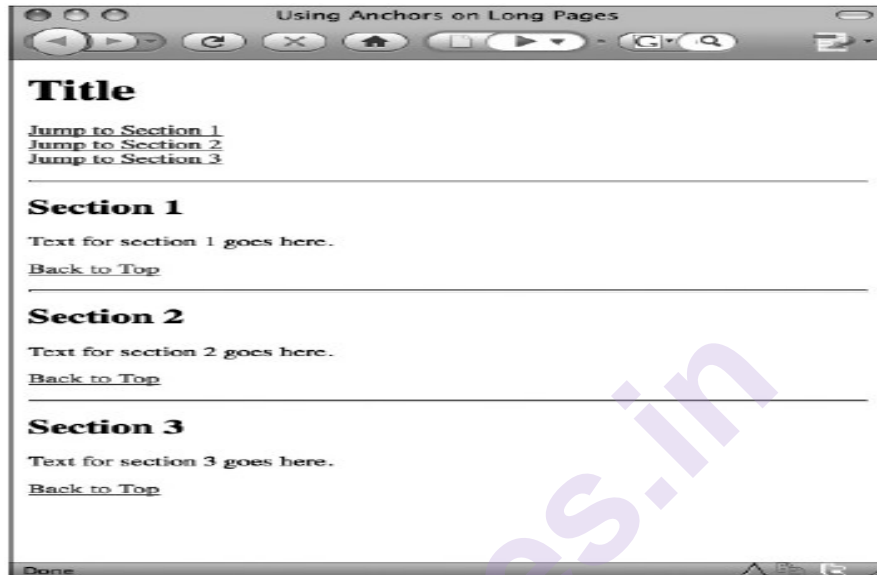 Using Anchors on Long Pages
Title
Jump to Section 1
Jump to Section 2
Jump to Section 3
Section 1
Text for section 1 goes here.
Back to Top
Section 2
Text for section 2 goes here.
Back to Top
Section 3
Text for section 3 goes here.
Back to Top
Done